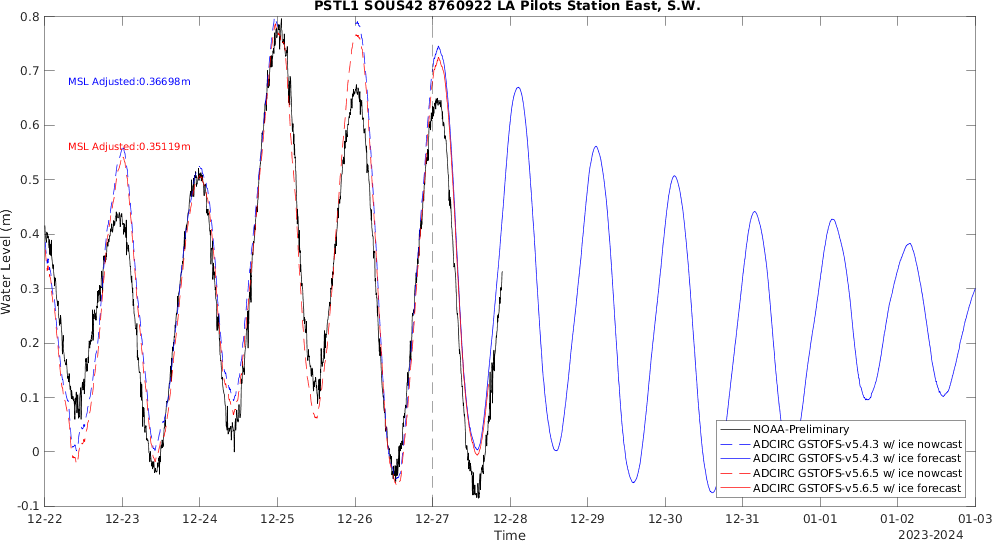 PSTL1 SOUS42 8760922 LA Pilots Station East, S.W.
0.8
0.7
0.6
0.5
0.4
0.3
0.2
0.1
0
-0.1
Water Level (m)
MSL Adjusted:0.36698m
MSL Adjusted:0.35119m
NOAA-Preliminary
ADCIRC GSTOFS-v5.4.3 w/ ice nowcast
ADCIRC GSTOFS-v5.4.3 w/ ice forecast
ADCIRC GSTOFS-v5.6.5 w/ ice nowcast
ADCIRC GSTOFS-v5.6.5 w/ ice forecast
12-22 12-23 12-24 12-25 12-26 12-27 12-28 12-29 12-30 12-31 01-01 01-02 01-03
Time
2023-2024